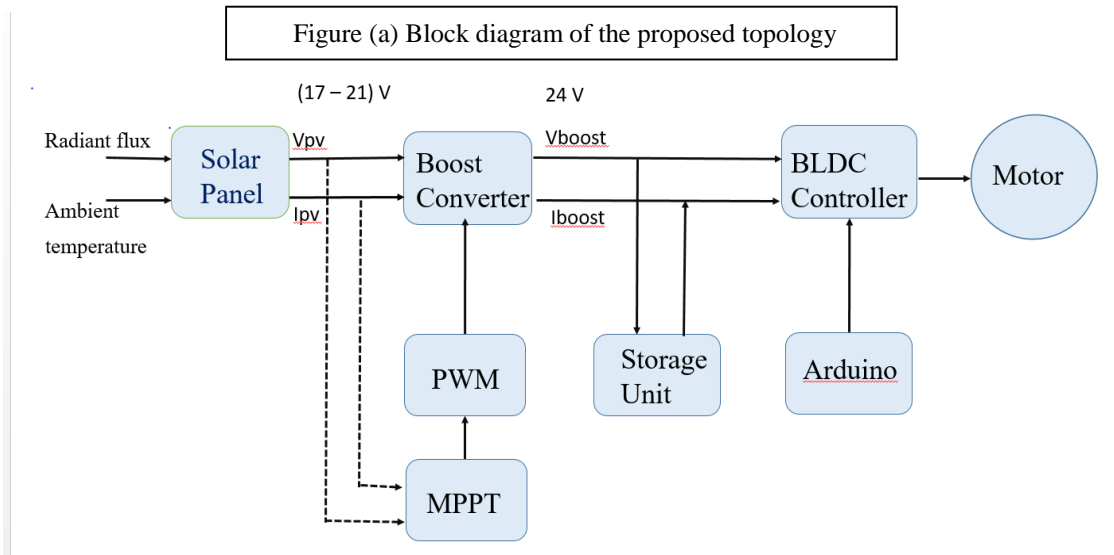 Figure (a) Block diagram of the proposed topology
(17 – 21) V
24 V
Radiant flux
Ambient
temperature
Solar
Panel
Vpv
Ipv
Boost
Converter
Vboost
Iboost
BLDC
Controller
Motor
PWM
Storage
Unit
Arduino
MPPT